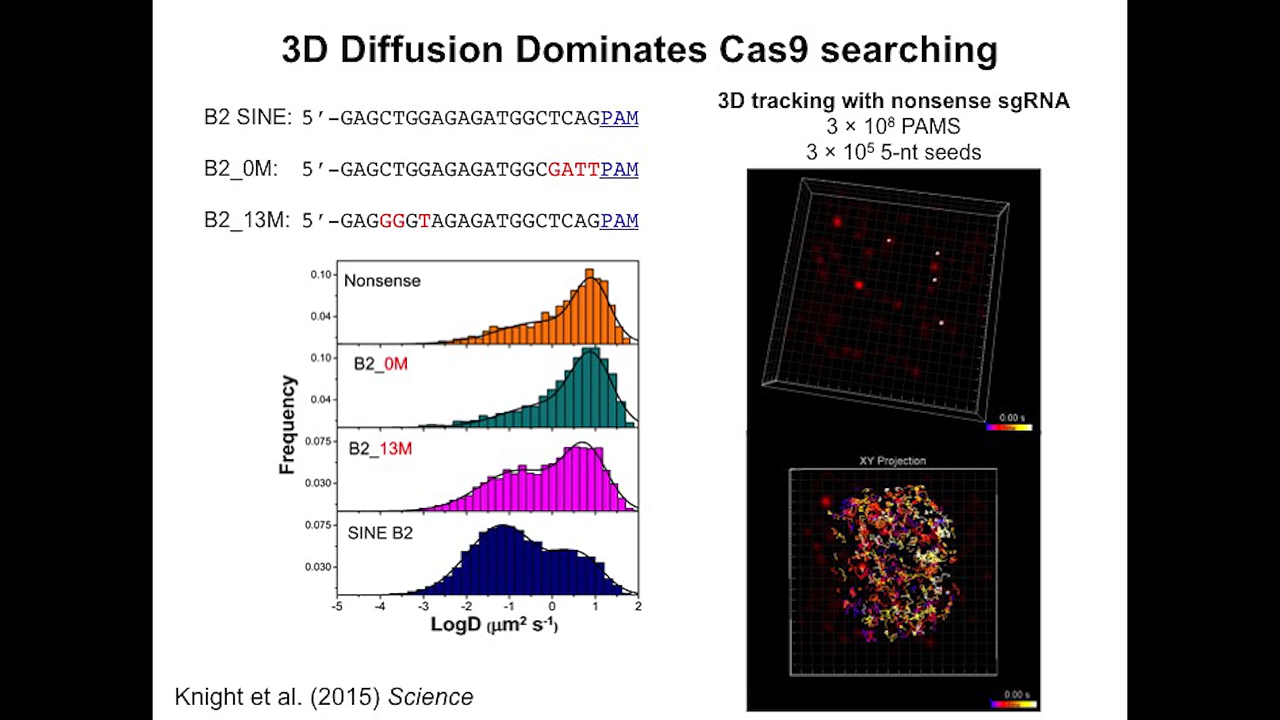 3D Diffusion Dominates Cas9 searching
B2 SINE: 5’-GAGCTGGAGAGATGGCTCAGPAM
B2_0M: 5’-GAGCTGGAGAGATGGCGATTPAM
B2_13M: 5’-GAGGGGTAGAGATGGCTCAGPAM
3D tracking with nonsense sgRNA
3 × 10⁸ PAMS
3 × 10⁵ 5-nt seeds
Nonsense
0.10
0.04
B2_0M
0.10
0.04
B2_13M
0.075
0.030
SINE B2
0.075
0.030
Frequency
-5 -4 -3 -2 -1 0 1 2
LogD (μm² s⁻¹)
0.00 s
XY Projection
0.00 s
Knight et al. (2015) Science